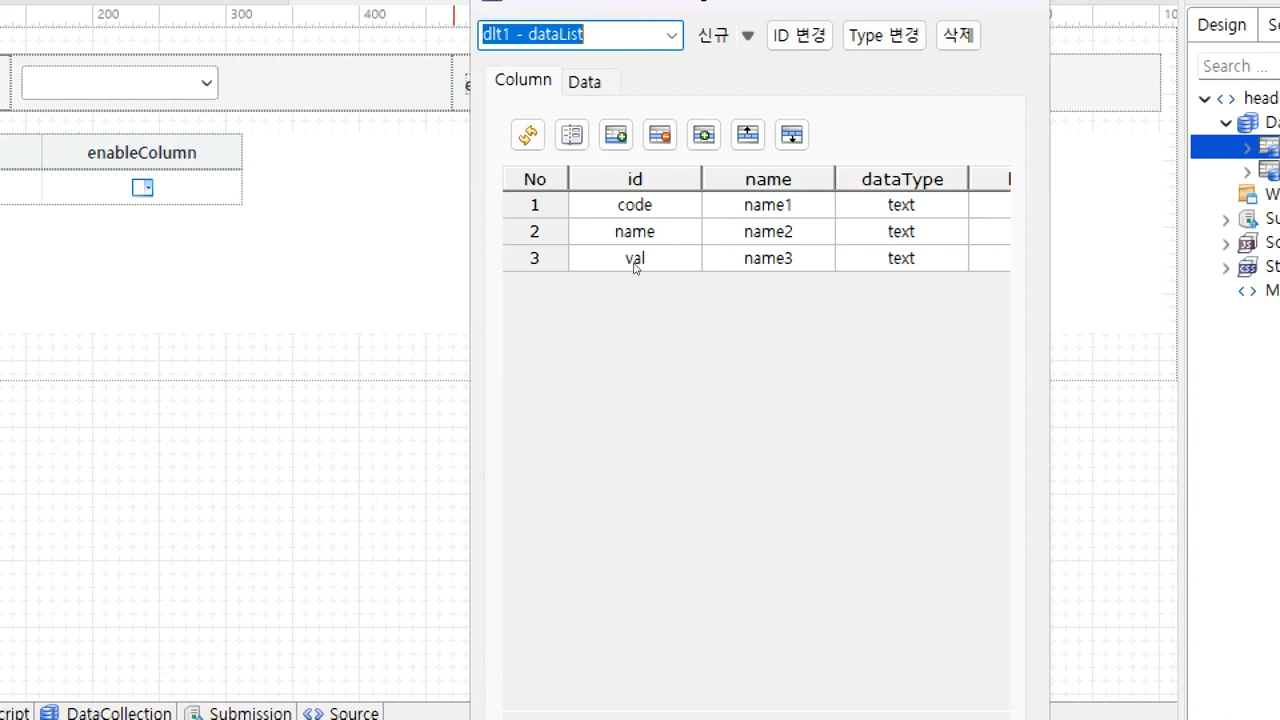 200 300 400
dlt1 - dataList 신규 ID 변경 Type 변경 삭제
Column Data
enableColumn
No id name dataType
1 code name1 text
2 name name2 text
3 val name3 text
Design
Search ...
head
DataCollection Submission Source